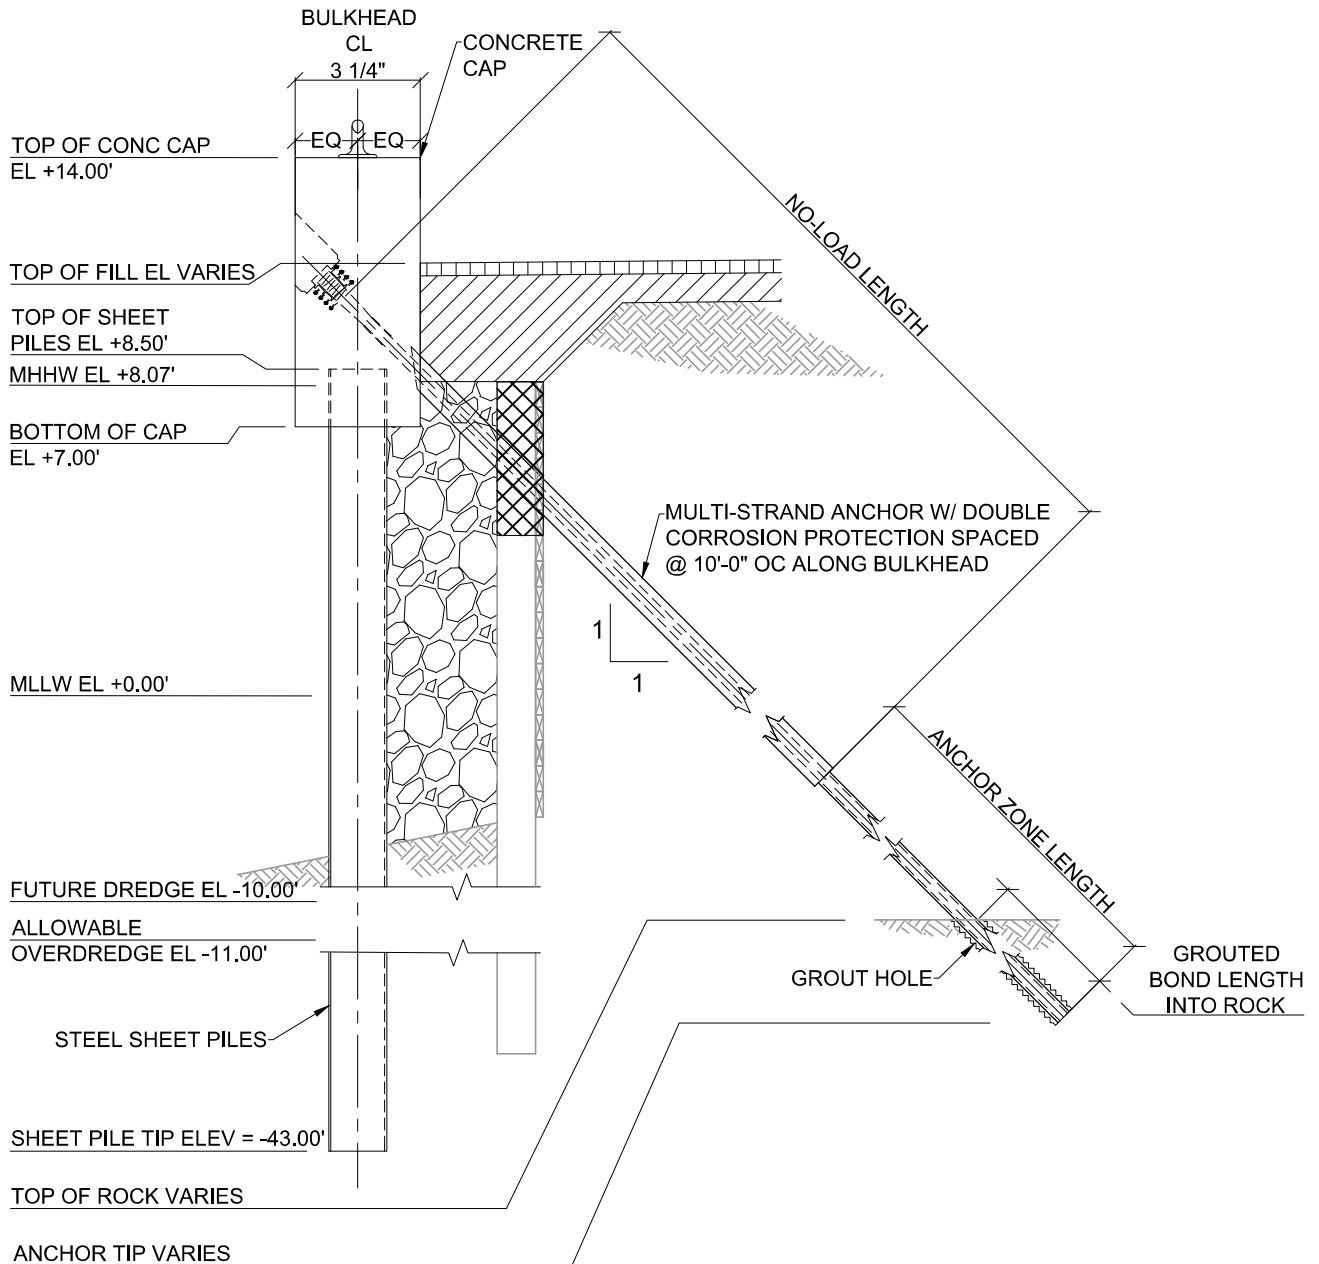 BULKHEAD
CL
3 1/4"
CONCRETE
CAP
EQ EQ
TOP OF CONC CAP
EL +14.00'
NO-LOAD LENGTH
TOP OF FILL EL VARIES
TOP OF SHEET
PILES EL +8.50'
MHHW EL +8.07'
BOTTOM OF CAP
EL +7.00'
MULTI-STRAND ANCHOR W/ DOUBLE
CORROSION PROTECTION SPACED
@ 10'-0" OC ALONG BULKHEAD
1
1
MLLW EL +0.00'
ANCHOR ZONE LENGTH
FUTURE DREDGE EL -10.00'
ALLOWABLE
OVERDREDGE EL -11.00'
GROUT HOLE
GROUTED
BOND LENGTH
INTO ROCK
STEEL SHEET PILES
SHEET PILE TIP ELEV = -43.00'
TOP OF ROCK VARIES
ANCHOR TIP VARIES